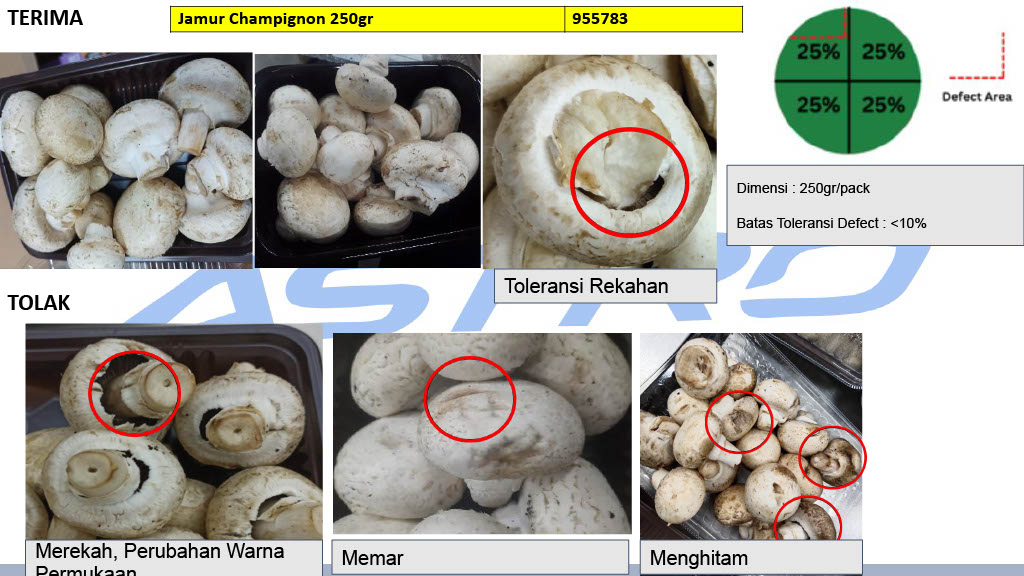 TERIMA
Jamur Champignon 250gr 955783
25% 25%
25% 25%
Defect Area
Dimensi : 250gr/pack
Batas Toleransi Defect : <10%
Toleransi Rekahan
ASTRO
TOLAK
Merekah, Perubahan Warna
Permukaan
Memar
Menghitam